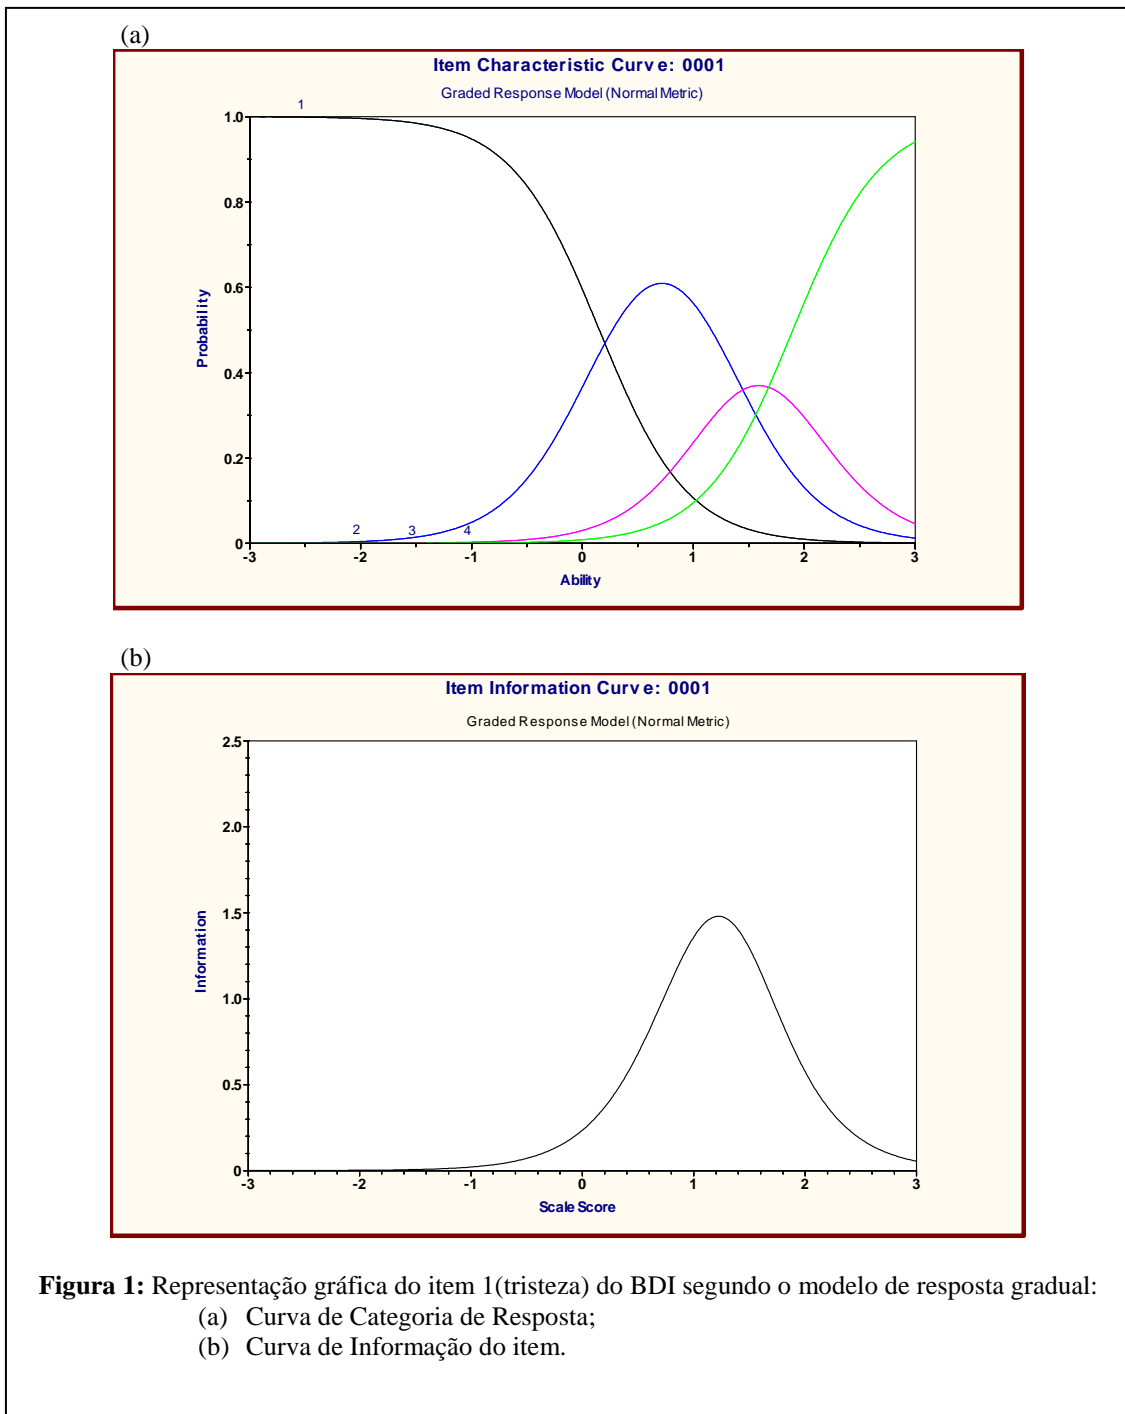 (a)
Item Characteristic Curve: 0001
Graded Response Model (Normal Metric)
1
1.0
0.8
0.6
0.4
0.2
0
Probability
2 3 4
-3 -2 -1 0 1 2 3
Ability
(b)
Item Information Curve: 0001
Graded Response Model (Normal Metric)
2.5
2.0
1.5
1.0
0.5
0
Information
-3 -2 -1 0 1 2 3
Scale Score
Figura 1: Representação gráfica do item 1(tristeza) do BDI segundo o modelo de resposta gradual:
(a) Curva de Categoria de Resposta;
(b) Curva de Informação do item.